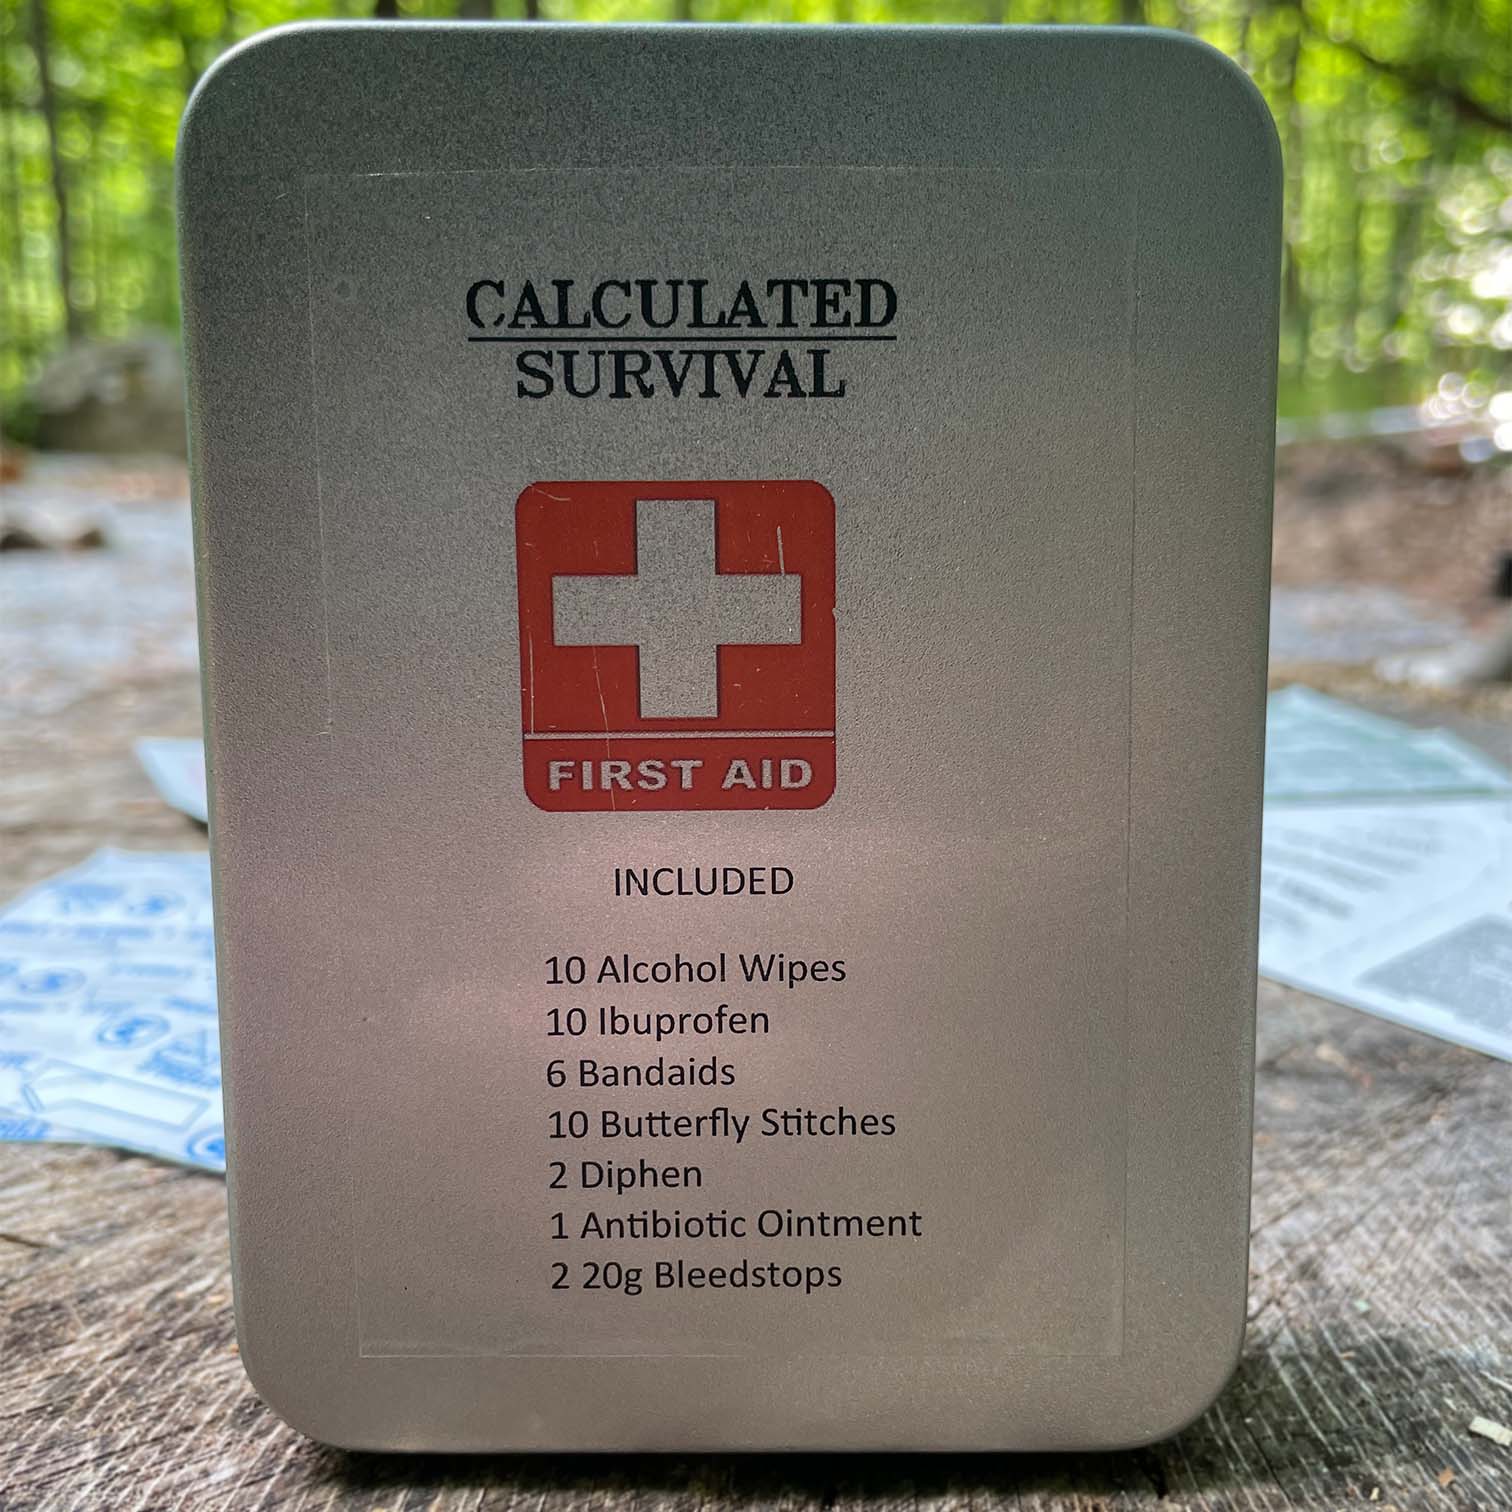 CALCULATED
SURVIVAL
FIRST AID
INCLUDED
10 Alcohol Wipes
10 Ibuprofen
6 Bandaids
10 Butterfly Stitches
2 Diphen
1 Antibiotic Ointment
2 20g Bleedstops